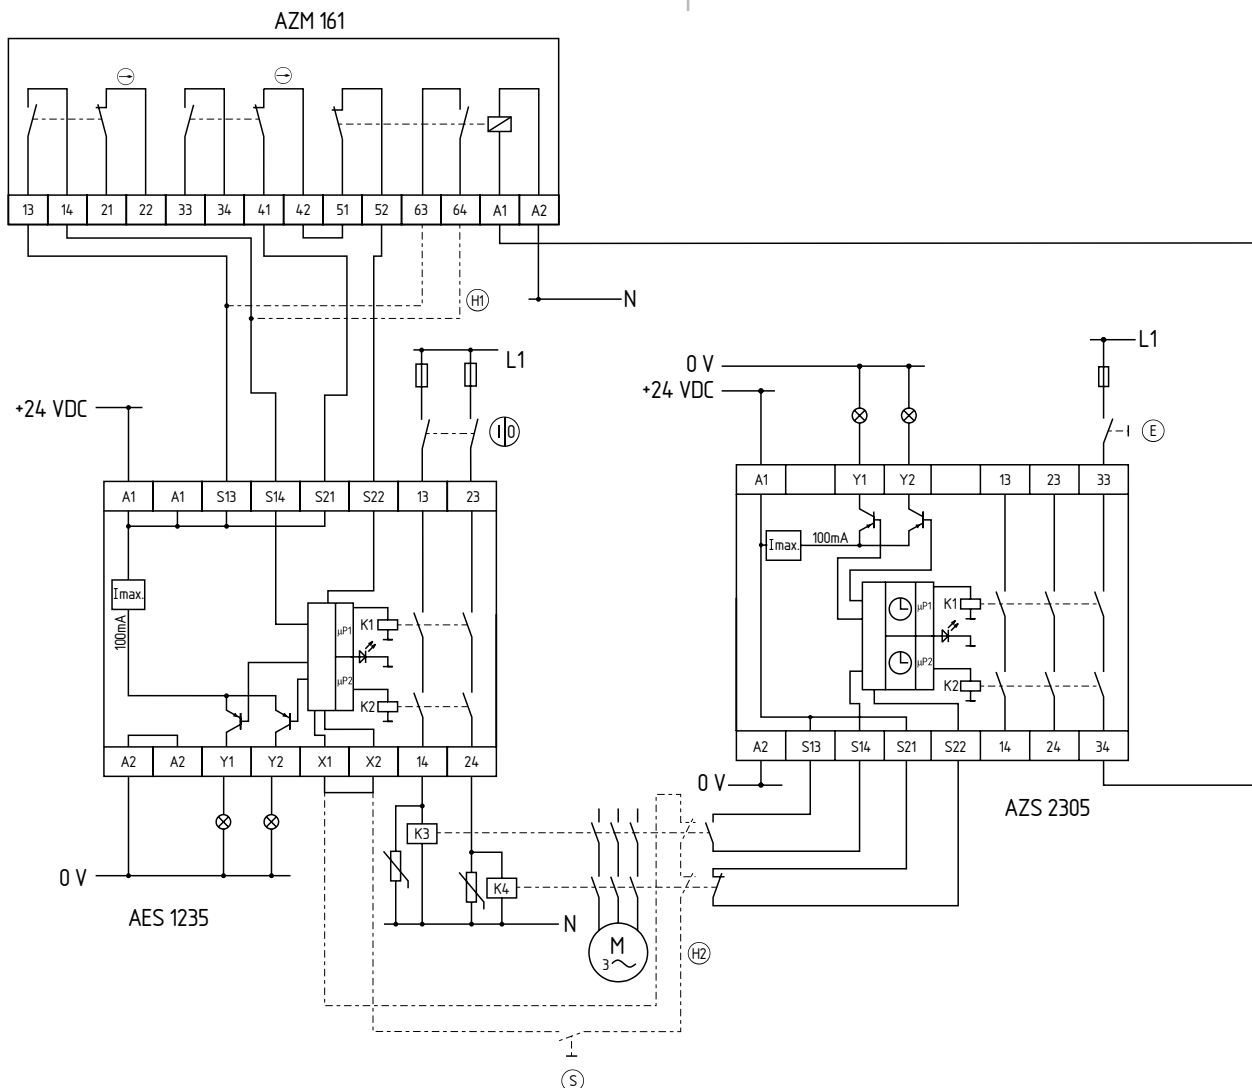 AZM 161
13 14 21 22 33 34 41 42 51 52 63 64 A1 A2
H1
N
L1
+24 VDC
I 0
A1 A1 S13 S14 S21 S22 13 23
Imax.
100mA
µP1
µP2
K1
K2
A2 A2 Y1 Y2 X1 X2 14 24
0 V
AES 1235
K3
K4
N
M
3
H2
S
0 V
+24 VDC
L1
E
A1 Y1 Y2 13 23 33
Imax.
100mA
µP1
µP2
K1
K2
A2 S13 S14 S21 S22 14 24 34
0 V
AZS 2305